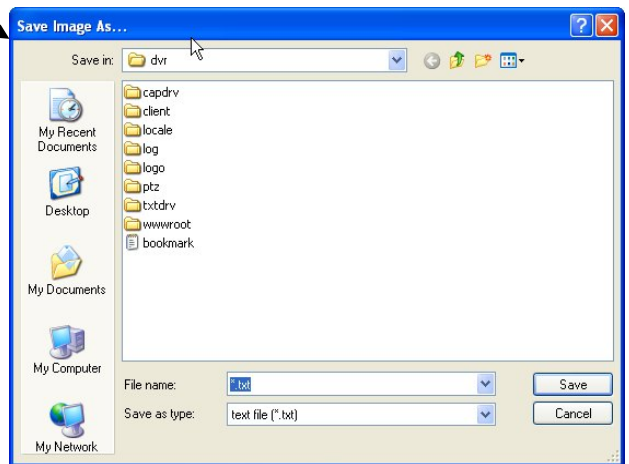 Save Image As...
Save in:
dvr
My Recent
Documents
Desktop
My Documents
My Computer
My Network
capdrv
client
locale
log
logo
ptz
txtdrv
wwwroot
bookmark
File name:
*.txt
Save
Save as type:
text file (*.txt)
Cancel